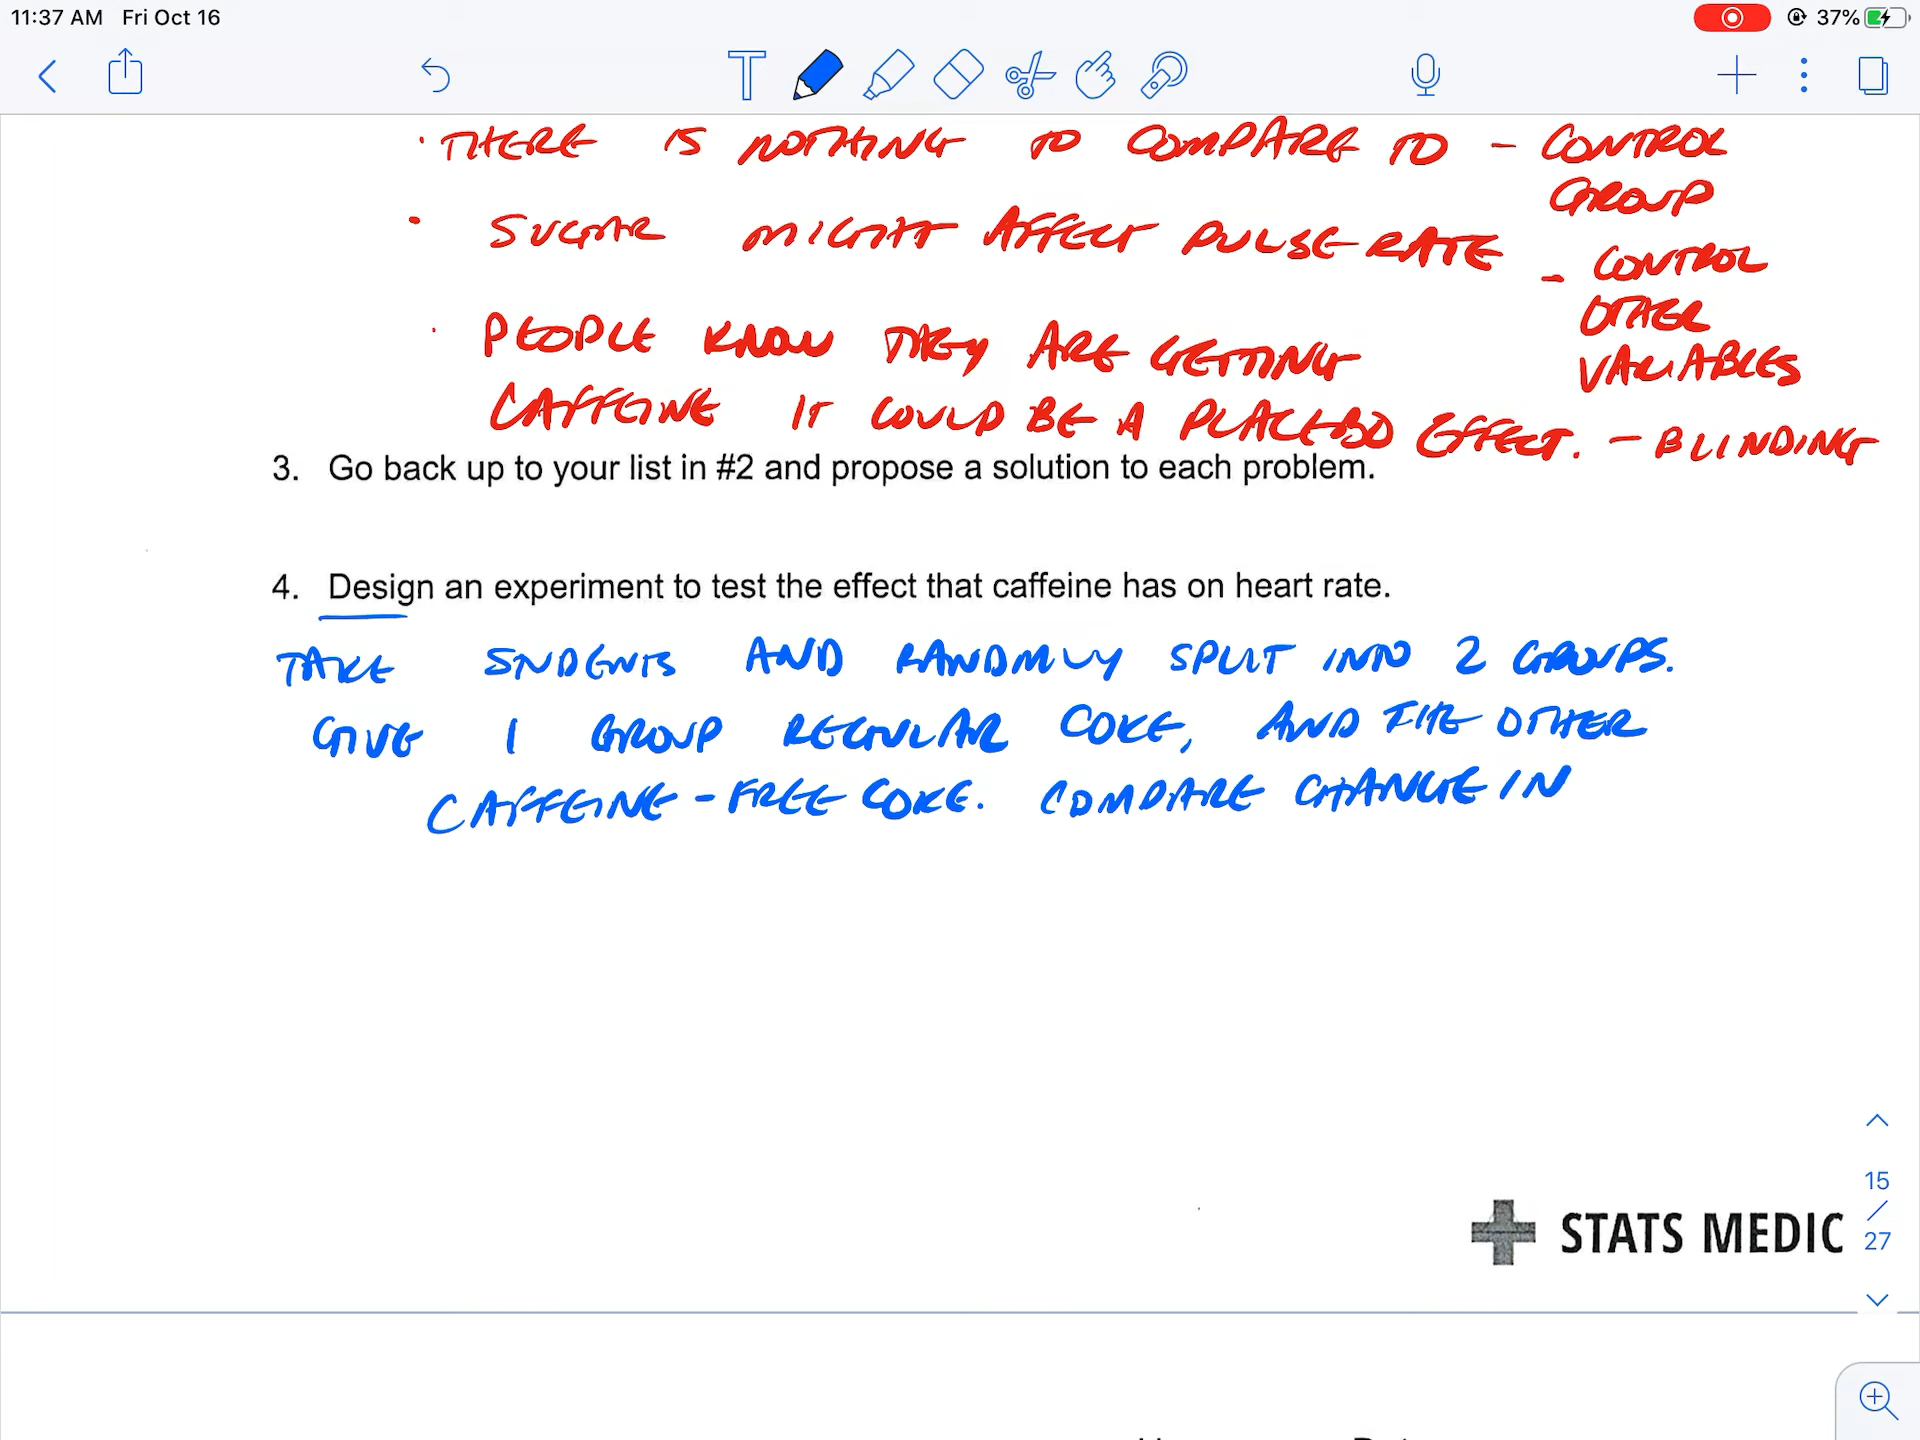 11:37 AM Fri Oct 16 37%
T
· THERE IS NOTHING TO COMPARE TO - CONTROL
GROUP
· SUGAR MIGHT AFFECT PULSE RATE - CONTROL
OTHER
VARIABLES
· PEOPLE KNOW THEY ARE GETTING
CAFFEINE IT COULD BE A PLACEBO EFFECT. - BLINDING
3. Go back up to your list in #2 and propose a solution to each problem.
4. Design an experiment to test the effect that caffeine has on heart rate.
TAKE STUDENTS AND RANDOMLY SPLIT INTO 2 GROUPS.
GIVE 1 GROUP REGULAR COKE, AND THE OTHER
CAFFEINE-FREE COKE. COMPARE CHANGE IN
STATS MEDIC
15
/
27